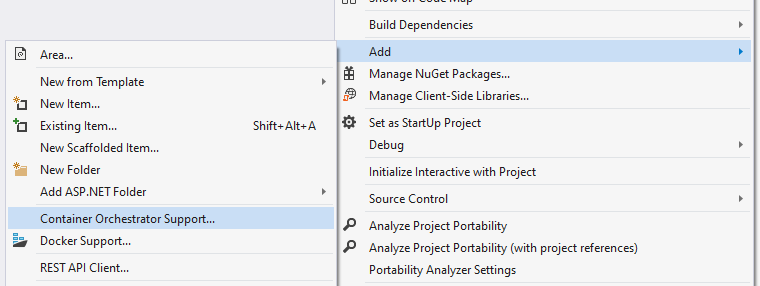 Show on Code Map
Build Dependencies
Add
Manage NuGet Packages...
Manage Client-Side Libraries...
Set as StartUp Project
Debug
Initialize Interactive with Project
Source Control
Analyze Project Portability
Analyze Project Portability (with project references)
Portability Analyzer Settings
Area...
New from Template
New Item...
Existing Item... Shift+Alt+A
New Scaffolded Item...
New Folder
Add ASP.NET Folder
Container Orchestrator Support...
Docker Support...
REST API Client...